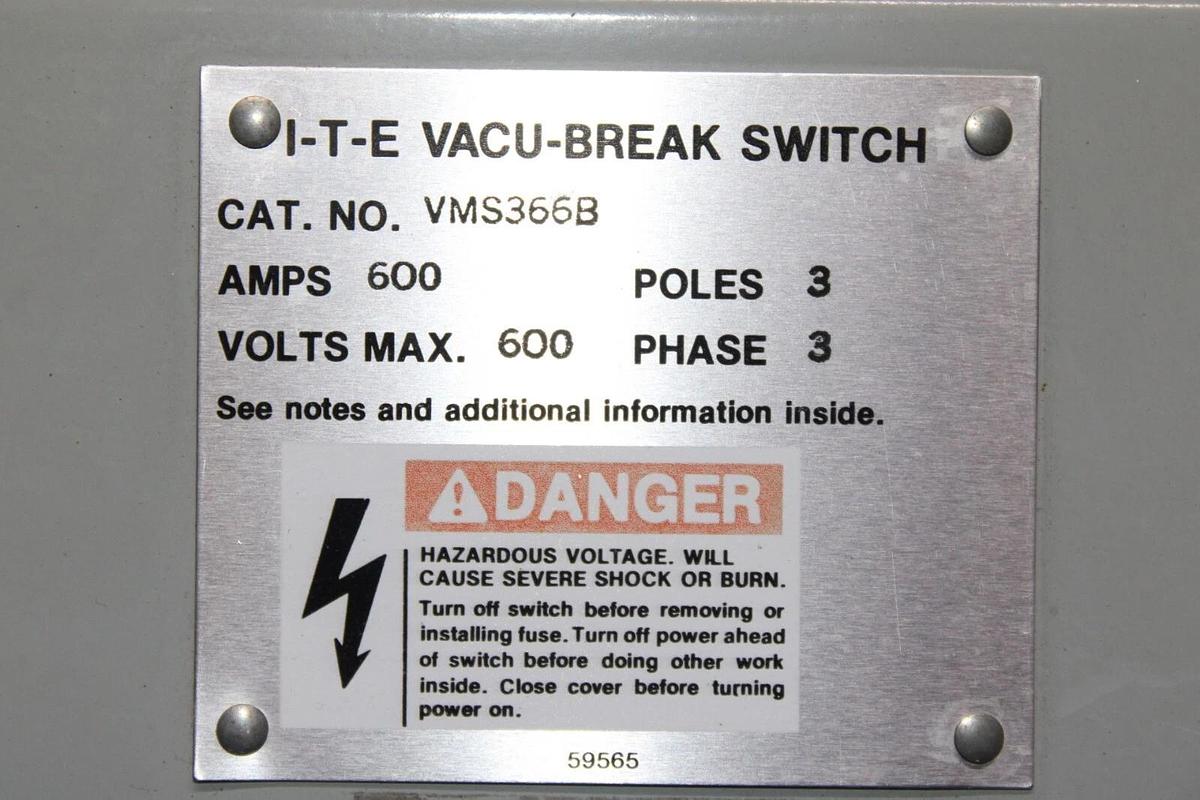 I-T-E VACU-BREAK SWITCH
CAT. NO. VMS366B
AMPS 600 POLES 3
VOLTS MAX. 600 PHASE 3
See notes and additional information inside.
DANGER
HAZARDOUS VOLTAGE. WILL
CAUSE SEVERE SHOCK OR BURN.
Turn off switch before removing or
installing fuse. Turn off power ahead
of switch before doing other work
inside. Close cover before turning
power on.
59565